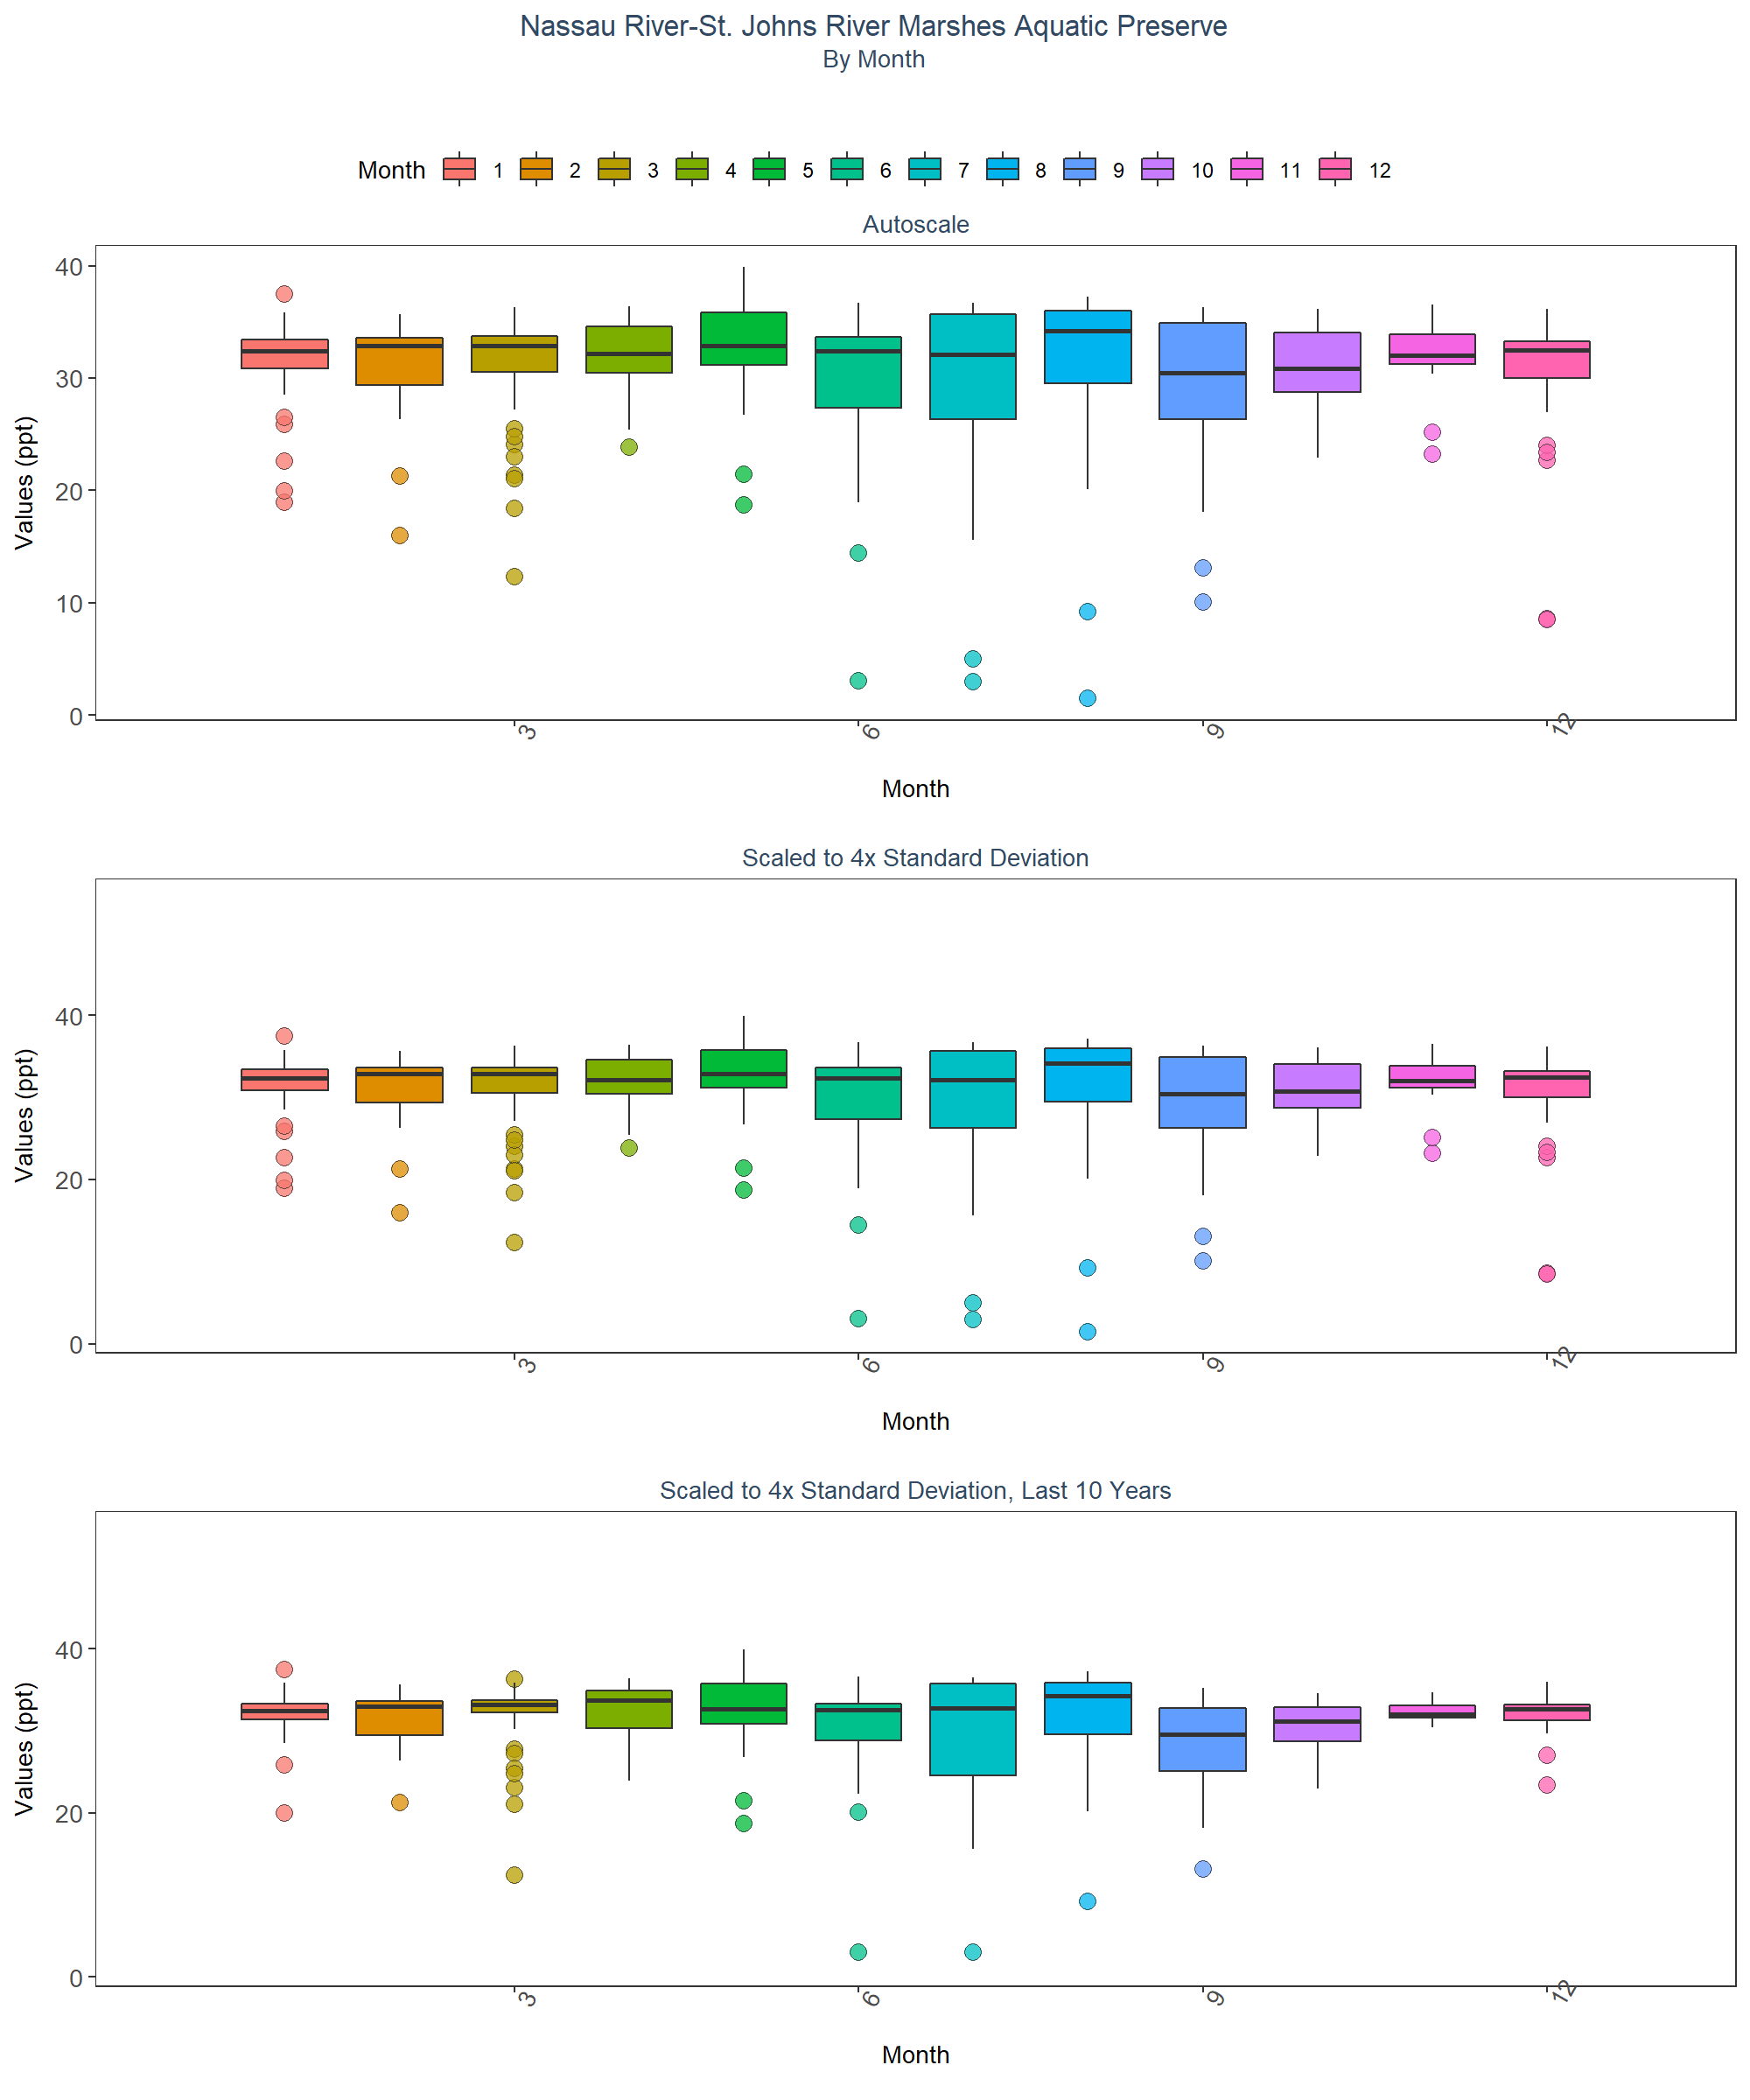 Nassau River-St. Johns River Marshes Aquatic Preserve
By Month
Month 1 2 3 4 5 6 7 8 9 10 11 12
Autoscale
40
30
20
10
0
Values (ppt)
3 6 9 12
Month
Scaled to 4x Standard Deviation
40
20
0
Values (ppt)
3 6 9 12
Month
Scaled to 4x Standard Deviation, Last 10 Years
40
20
0
Values (ppt)
3 6 9 12
Month